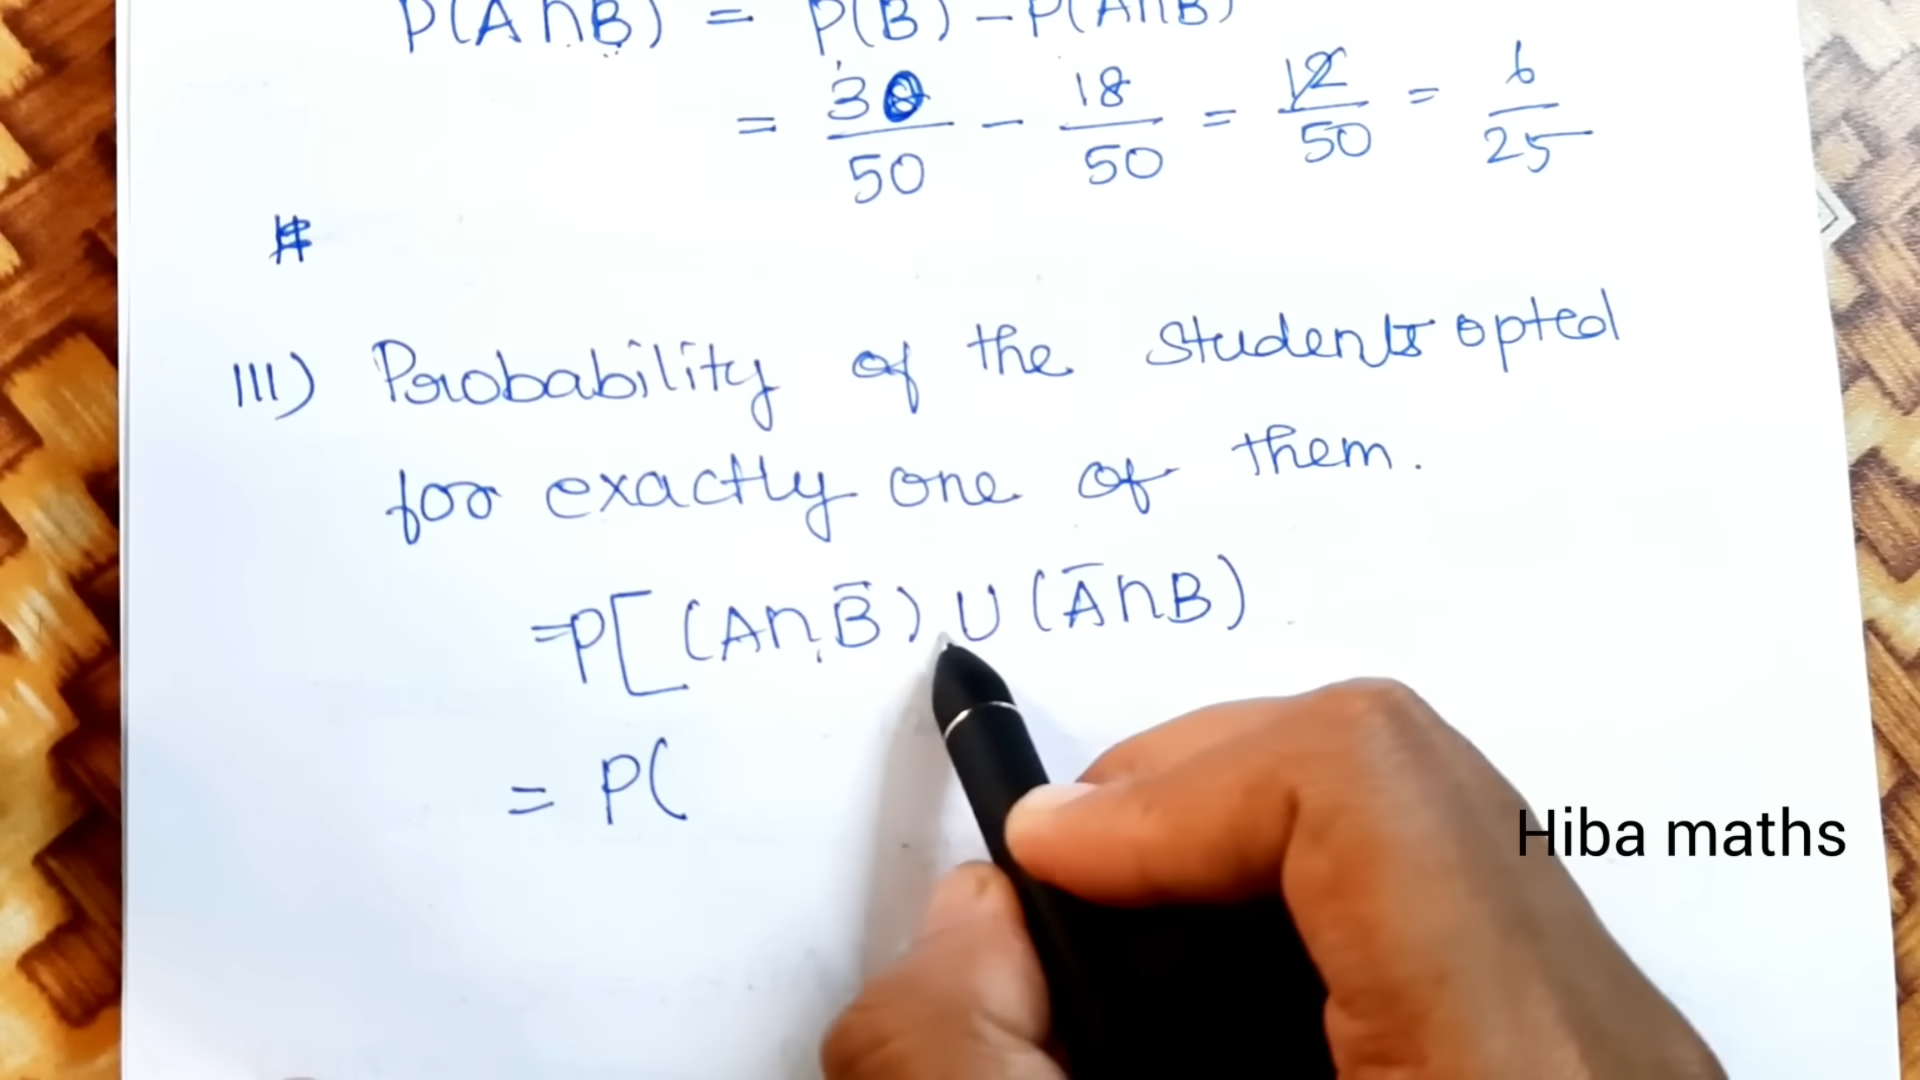 P(A∩B) = P(B) - P(A∩B)
= 30/50 - 18/50 = 12/50 = 6/25
III) Probability of the students opted
for exactly one of them.
=P[(A∩B̅)∪(A̅∩B)
= P(
Hiba maths